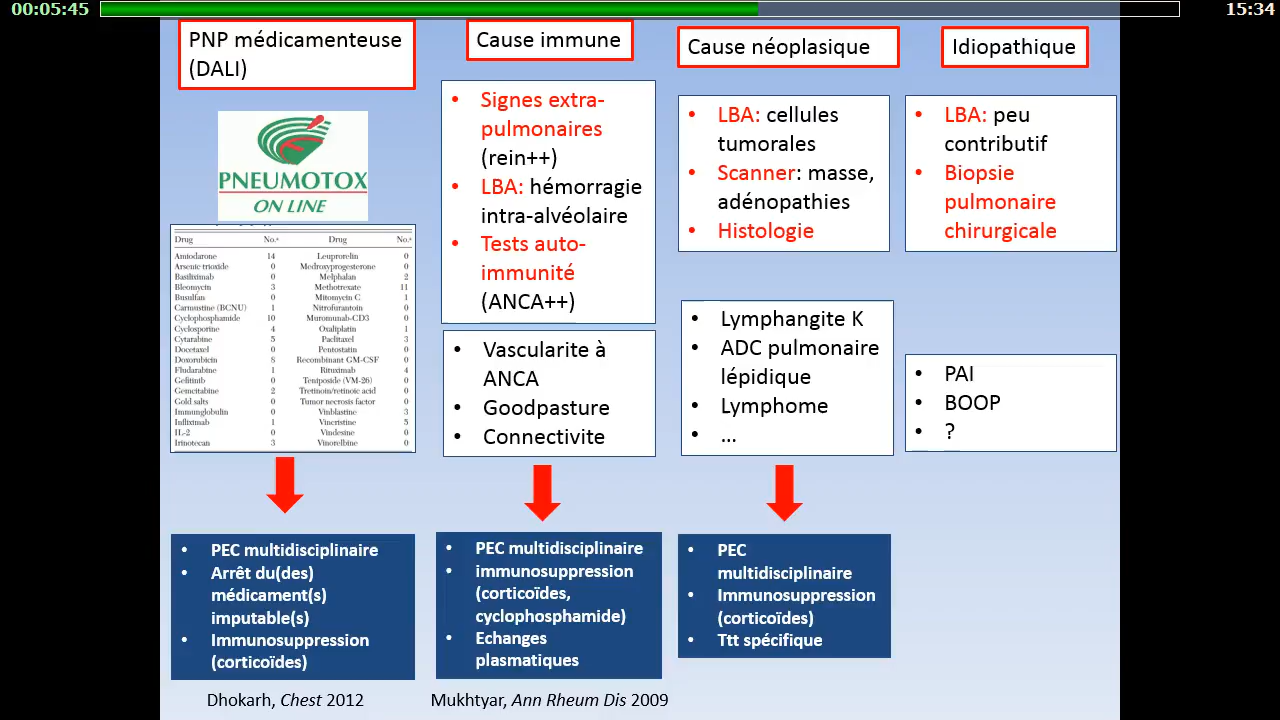 00:05:45
15:34
PNP médicamenteuse
(DALI)
PNEUMOTOX
ON LINE
Drug No.ᵃ Drug No.ᵃ
Amiodarone 14 Leuprorelin 0
Arsenic trioxide 0 Medroxyprogesterone 0
Basiliximab 0 Melphalan 2
Bleomycin 3 Methotrexate 11
Busulfan 0 Mitomycin C 1
Carmustine (BCNU) 1 Nitrofurantoin 0
Cyclophosphamide 10 Muromunab-CD3 0
Cyclosporine 4 Oxaliplatin 1
Cytarabine 5 Paclitaxel 3
Docetaxel 0 Pentostatin 0
Doxorubicin 8 Recombinant GM-CSF 0
Fludarabine 1 Rituximab 4
Gefitinib 0 Teniposide (VM-26) 0
Gemcitabine 2 Tretinoin/retinoic acid 0
Gold salts 0 Tumor necrosis factor 0
Immunoglobulin 0 Vinblastine 3
Infliximab 1 Vincristine 5
IL-2 0 Vindesine 0
Irinotecan 3 Vinorelbine 0
• PEC multidisciplinaire
• Arrêt du(des)
médicament(s)
imputable(s)
• Immunosuppression
(corticoïdes)
Dhokarh, Chest 2012
Cause immune
• Signes extra-
pulmonaires
(rein++)
• LBA: hémorragie
intra-alvéolaire
• Tests auto-
immunité
(ANCA++)
• Vascularite à
ANCA
• Goodpasture
• Connectivite
• PEC multidisciplinaire
• immunosuppression
(corticoïdes,
cyclophosphamide)
• Echanges
plasmatiques
Mukhtyar, Ann Rheum Dis 2009
Cause néoplasique
• LBA: cellules
tumorales
• Scanner: masse,
adénopathies
• Histologie
• Lymphangite K
• ADC pulmonaire
lépidique
• Lymphome
• ...
• PEC
multidisciplinaire
• Immunosuppression
(corticoïdes)
• Ttt spécifique
Idiopathique
• LBA: peu
contributif
• Biopsie
pulmonaire
chirurgicale
• PAI
• BOOP
• ?